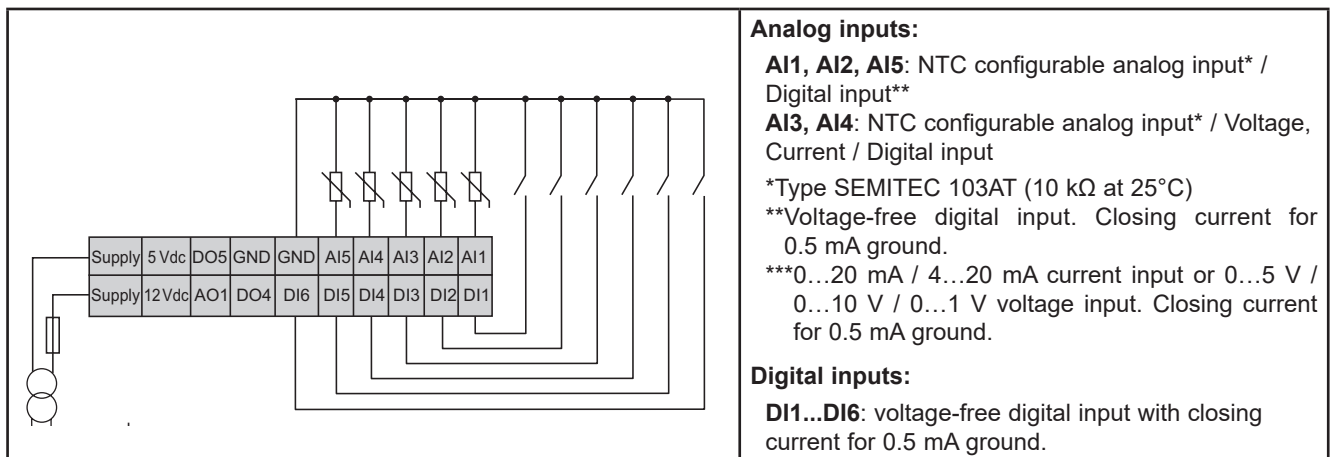 Supply 5 Vdc DO5 GND GND AI5 AI4 AI3 AI2 AI1
Supply 12Vdc AO1 DO4 DI6 DI5 DI4 DI3 DI2 DI1
Analog inputs:
AI1, AI2, AI5: NTC configurable analog input* /
Digital input**
AI3, AI4: NTC configurable analog input* / Voltage,
Current / Digital input
*Type SEMITEC 103AT (10 kΩ at 25°C)
**Voltage-free digital input. Closing current for
0.5 mA ground.
***0…20 mA / 4…20 mA current input or 0…5 V /
0…10 V / 0…1 V voltage input. Closing current
for 0.5 mA ground.
Digital inputs:
DI1...DI6: voltage-free digital input with closing
current for 0.5 mA ground.